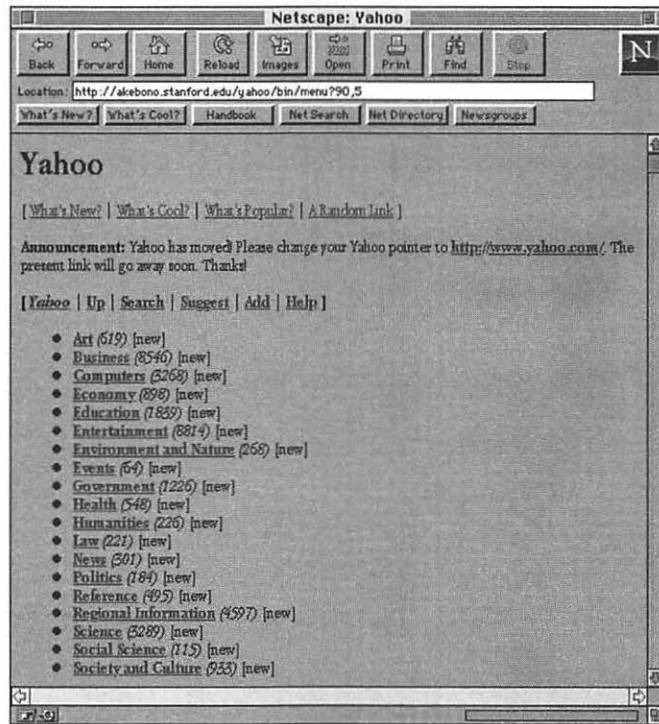 Netscape: Yahoo
Back Forward Home Reload Images Open Print Find Stop
N
Location: http://akebono.stanford.edu/yahoo/bin/menu?90,5
What's New? What's Cool? Handbook Net Search Net Directory Newsgroups
Yahoo
[ What's New? | What's Cool? | What's Popular? | A Random Link ]
Announcement: Yahoo has moved! Please change your Yahoo pointer to http://www.yahoo.com/. The
present link will go away soon. Thanks!
[ Yahoo | Up | Search | Suggest | Add | Help ]
Art (619) [new]
Business (8546) [new]
Computers (3268) [new]
Economy (898) [new]
Education (1839) [new]
Entertainment (8814) [new]
Environment and Nature (268) [new]
Events (64) [new]
Government (1226) [new]
Health (548) [new]
Humanities (226) [new]
Law (221) [new]
News (301) [new]
Politics (184) [new]
Reference (495) [new]
Regional Information (4597) [new]
Science (3289) [new]
Social Science (115) [new]
Society and Culture (933) [new]